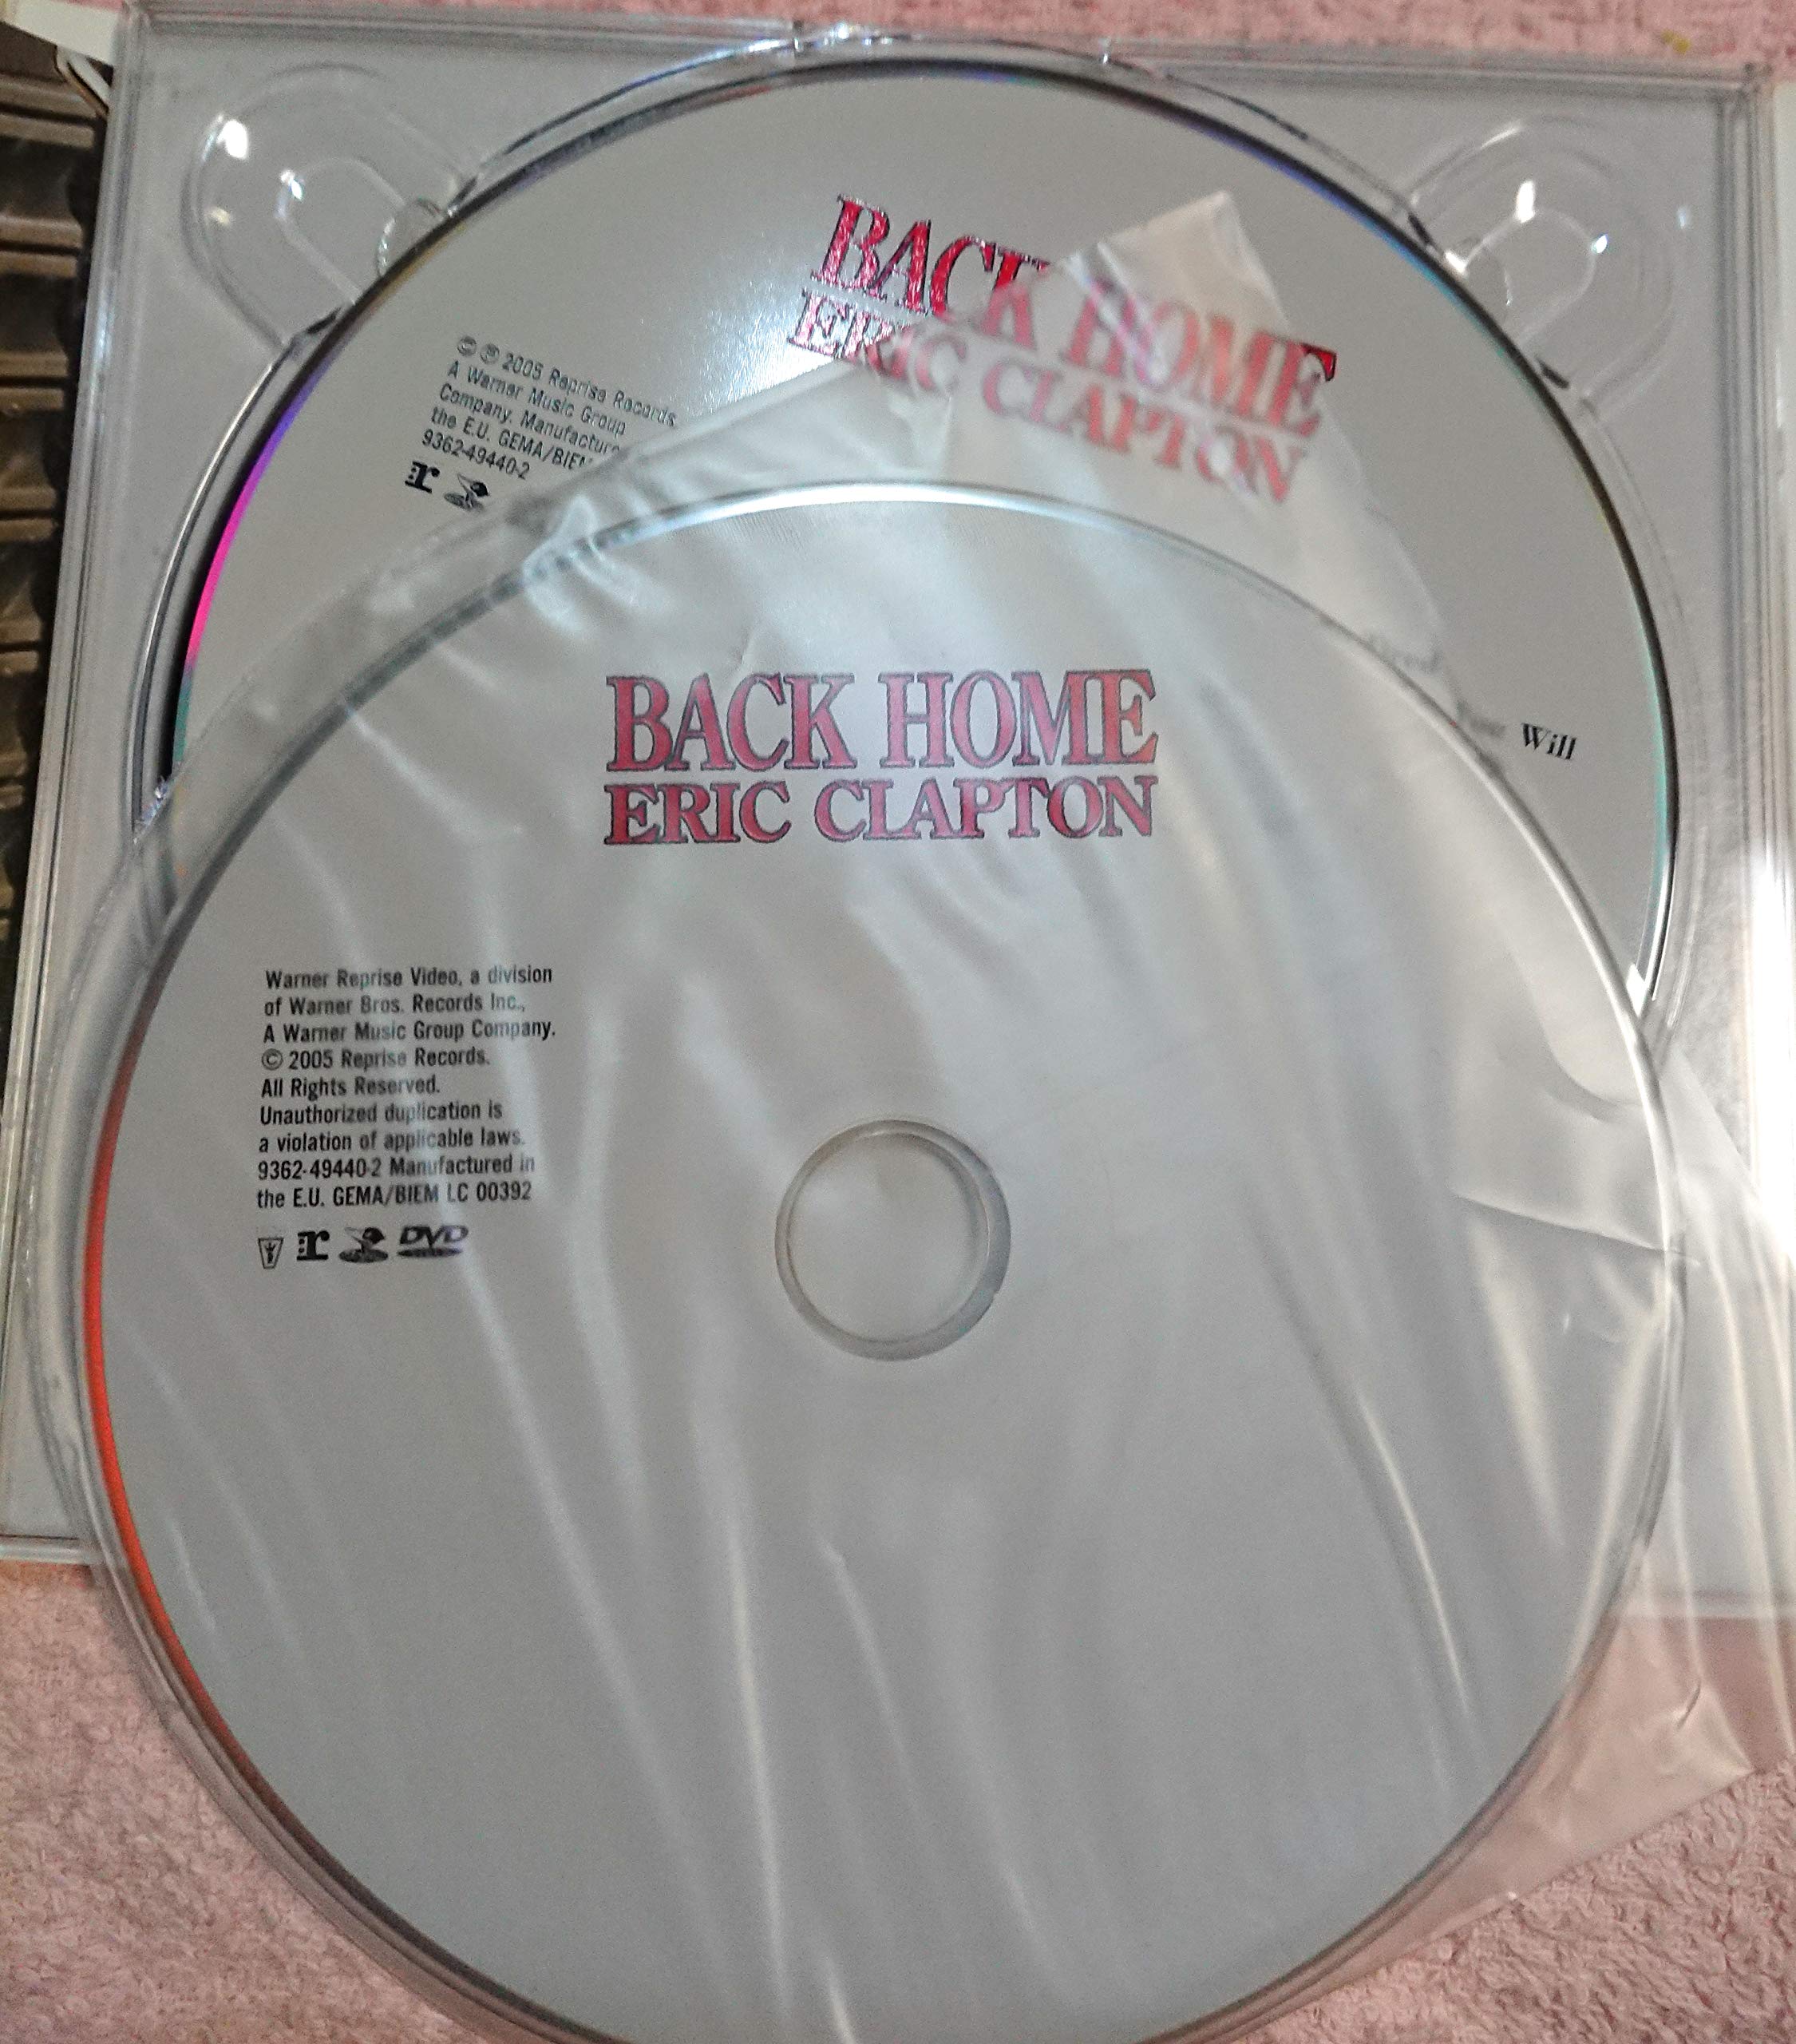 BACK HOME
ERIC CLAPTON
© ℗ 2005 Reprise Records
A Warner Music Group
Company. Manufacture
the E.U. GEMA/BIEM
9362-49440-2
r
Will
BACK HOME
ERIC CLAPTON
Warner Reprise Video, a division
of Warner Bros. Records Inc.,
A Warner Music Group Company.
© 2005 Reprise Records.
All Rights Reserved.
Unauthorized duplication is
a violation of applicable laws.
9362-49440-2 Manufactured in
the E.U. GEMA/BIEM LC 00392
r DVD